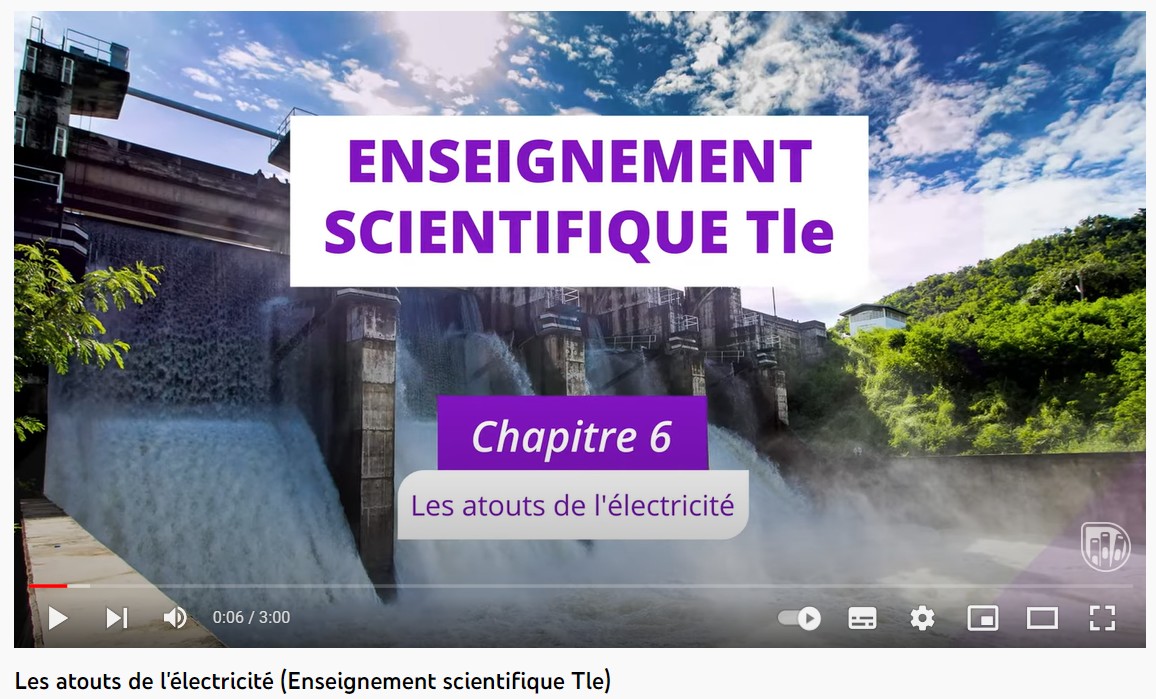 ENSEIGNEMENT
SCIENTIFIQUE Tle
Chapitre 6
Les atouts de l'électricité
0:06 / 3:00
Les atouts de l'électricité (Enseignement scientifique Tle)